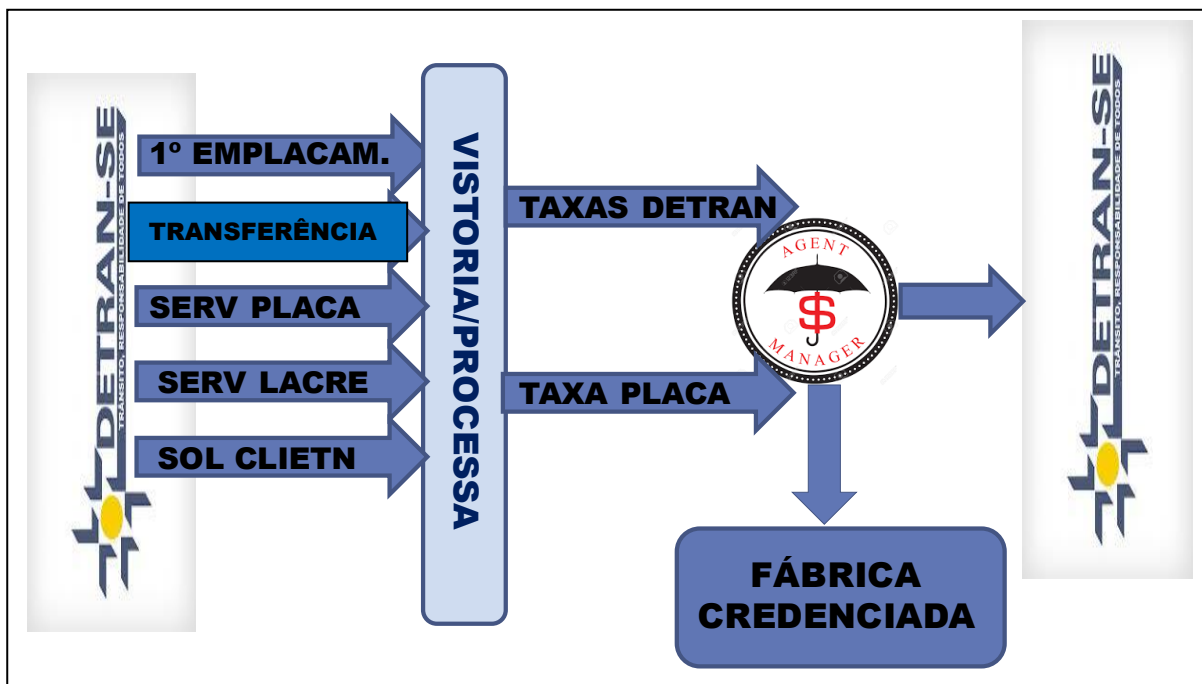 DETRAN-SE
TRÂNSITO, RESPONSABILIDADE DE TODOS
1º EMPLACAM.
TRANSFERÊNCIA
SERV PLACA
SERV LACRE
SOL CLIETN
VISTORIA/PROCESSA
TAXAS DETRAN
TAXA PLACA
AGENT
$
MANAGER
FÁBRICA
CREDENCIADA
DETRAN-SE
TRÂNSITO, RESPONSABILIDADE DE TODOS